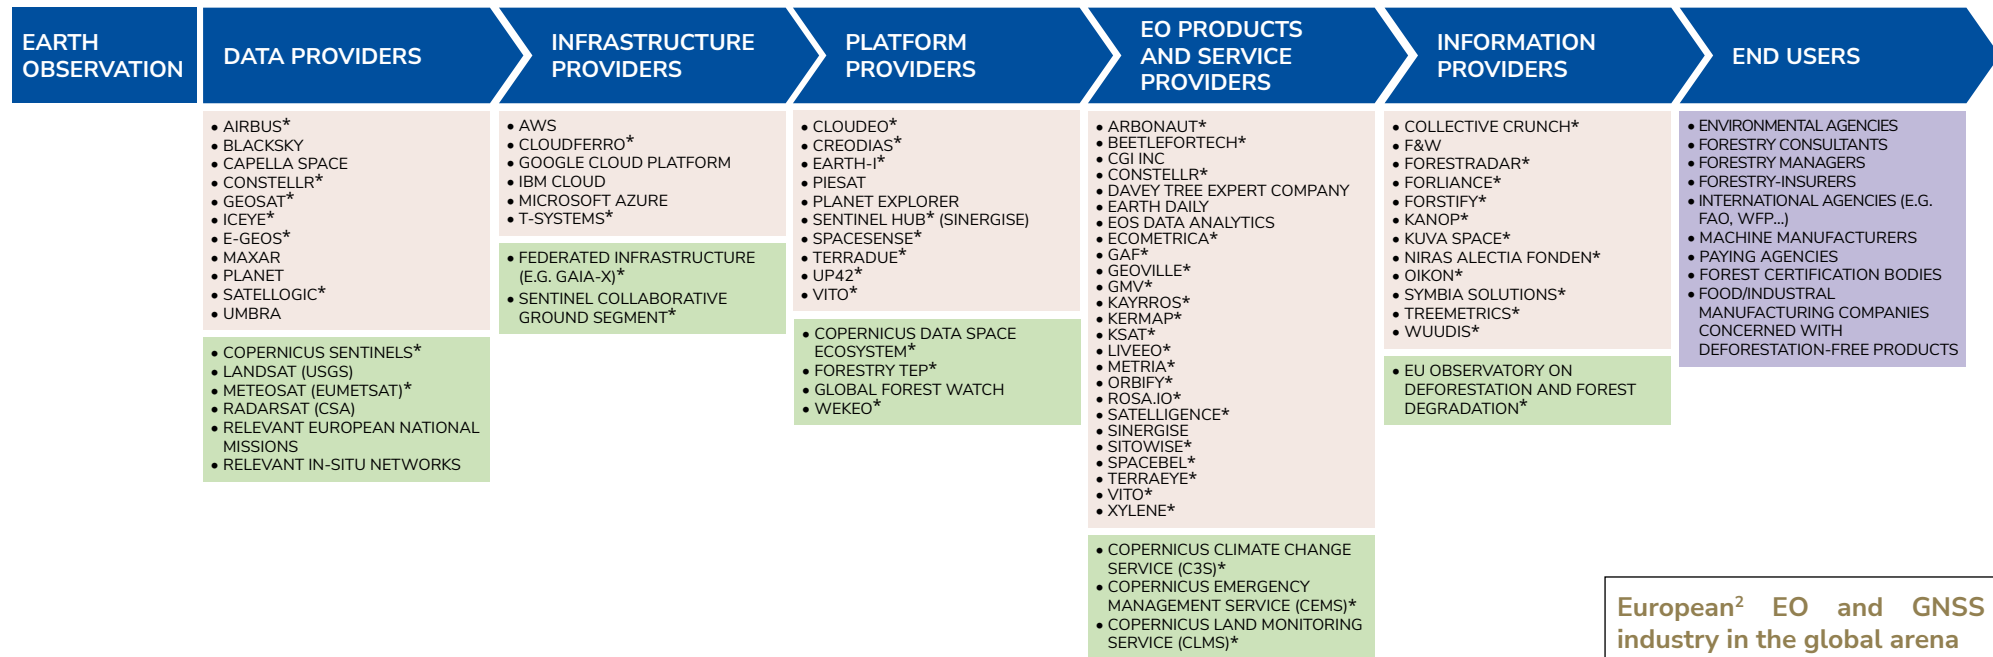 EARTH
OBSERVATION
DATA PROVIDERS
INFRASTRUCTURE
PROVIDERS
PLATFORM
PROVIDERS
EO PRODUCTS
AND SERVICE
PROVIDERS
INFORMATION
PROVIDERS
END USERS
• AIRBUS*
• BLACKSKY
• CAPELLA SPACE
• CONSTELLR*
• GEOSAT*
• ICEYE*
• E-GEOS*
• MAXAR
• PLANET
• SATELLOGIC*
• UMBRA
• COPERNICUS SENTINELS*
• LANDSAT (USGS)
• METEOSAT (EUMETSAT)*
• RADARSAT (CSA)
• RELEVANT EUROPEAN NATIONAL
MISSIONS
• RELEVANT IN-SITU NETWORKS
• AWS
• CLOUDFERRO*
• GOOGLE CLOUD PLATFORM
• IBM CLOUD
• MICROSOFT AZURE
• T-SYSTEMS*
• FEDERATED INFRASTRUCTURE
(E.G. GAIA-X)*
• SENTINEL COLLABORATIVE
GROUND SEGMENT*
• CLOUDEO*
• CREODIAS*
• EARTH-I*
• PIESAT
• PLANET EXPLORER
• SENTINEL HUB* (SINERGISE)
• SPACESENSE*
• TERRADUE*
• UP42*
• VITO*
• COPERNICUS DATA SPACE
ECOSYSTEM*
• FORESTRY TEP*
• GLOBAL FOREST WATCH
• WEKEO*
• ARBONAUT*
• BEETLEFORTECH*
• CGI INC
• CONSTELLR*
• DAVEY TREE EXPERT COMPANY
• EARTH DAILY
• EOS DATA ANALYTICS
• ECOMETRICA*
• GAF*
• GEOVILLE*
• GMV*
• KAYRROS*
• KERMAP*
• KSAT*
• LIVEEO*
• METRIA*
• ORBIFY*
• ROSA.IO*
• SATELLIGENCE*
• SINERGISE
• SITOWISE*
• SPACEBEL*
• TERRAEYE*
• VITO*
• XYLENE*
• COPERNICUS CLIMATE CHANGE
SERVICE (C3S)*
• COPERNICUS EMERGENCY
MANAGEMENT SERVICE (CEMS)*
• COPERNICUS LAND MONITORING
SERVICE (CLMS)*
• COLLECTIVE CRUNCH*
• F&W
• FORESTRADAR*
• FORLIANCE*
• FORSTIFY*
• KANOP*
• KUVA SPACE*
• NIRAS ALECTIA FONDEN*
• OIKON*
• SYMBIA SOLUTIONS*
• TREEMETRICS*
• WUUDIS*
• EU OBSERVATORY ON
DEFORESTATION AND FOREST
DEGRADATION*
• ENVIRONMENTAL AGENCIES
• FORESTRY CONSULTANTS
• FORESTRY MANAGERS
• FORESTRY-INSURERS
• INTERNATIONAL AGENCIES (E.G.
FAO, WFP...)
• MACHINE MANUFACTURERS
• PAYING AGENCIES
• FOREST CERTIFICATION BODIES
• FOOD/INDUSTRAL
MANUFACTURING COMPANIES
CONCERNED WITH
DEFORESTATION-FREE PRODUCTS
European² EO and GNSS
industry in the global arena